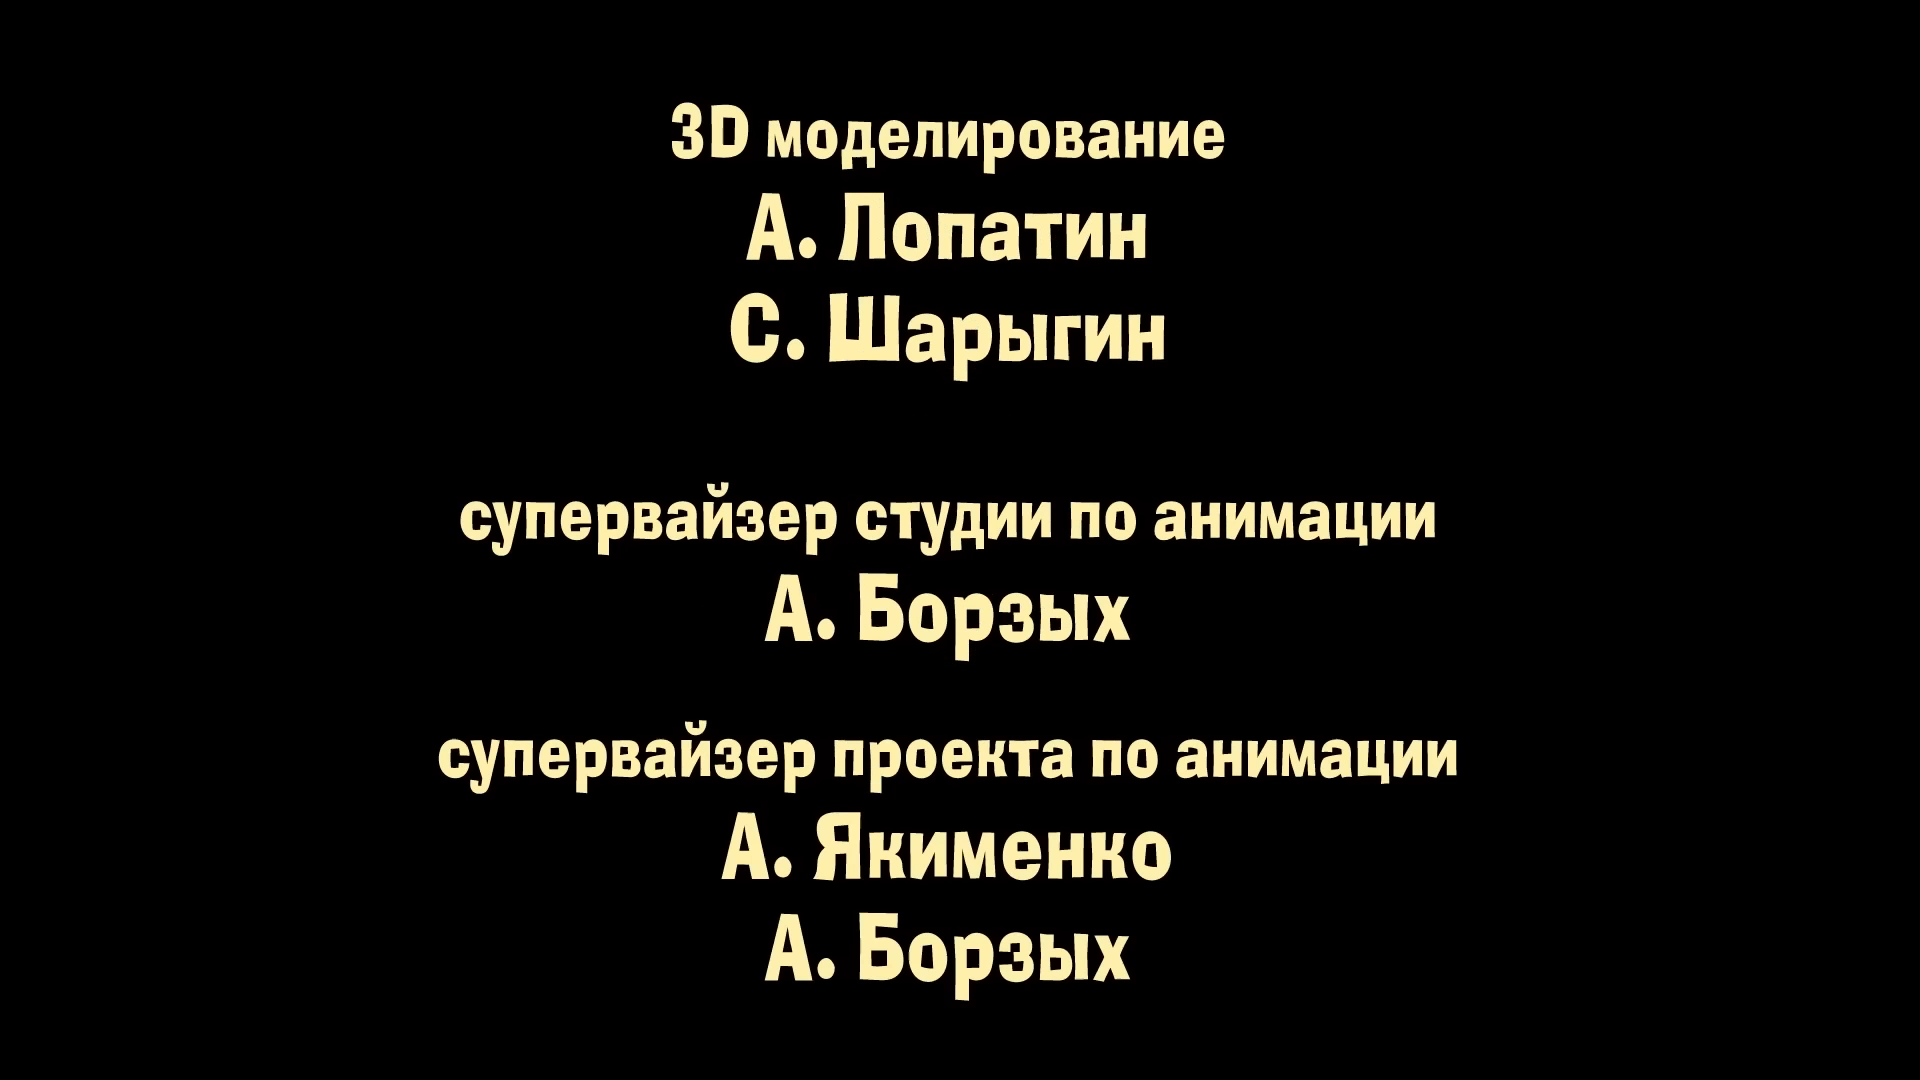 3D моделирование
А. Лопатин
С. Шарыгин
супервайзер студии по анимации
А. Борзых
супервайзер проекта по анимации
А. Якименко
А. Борзых